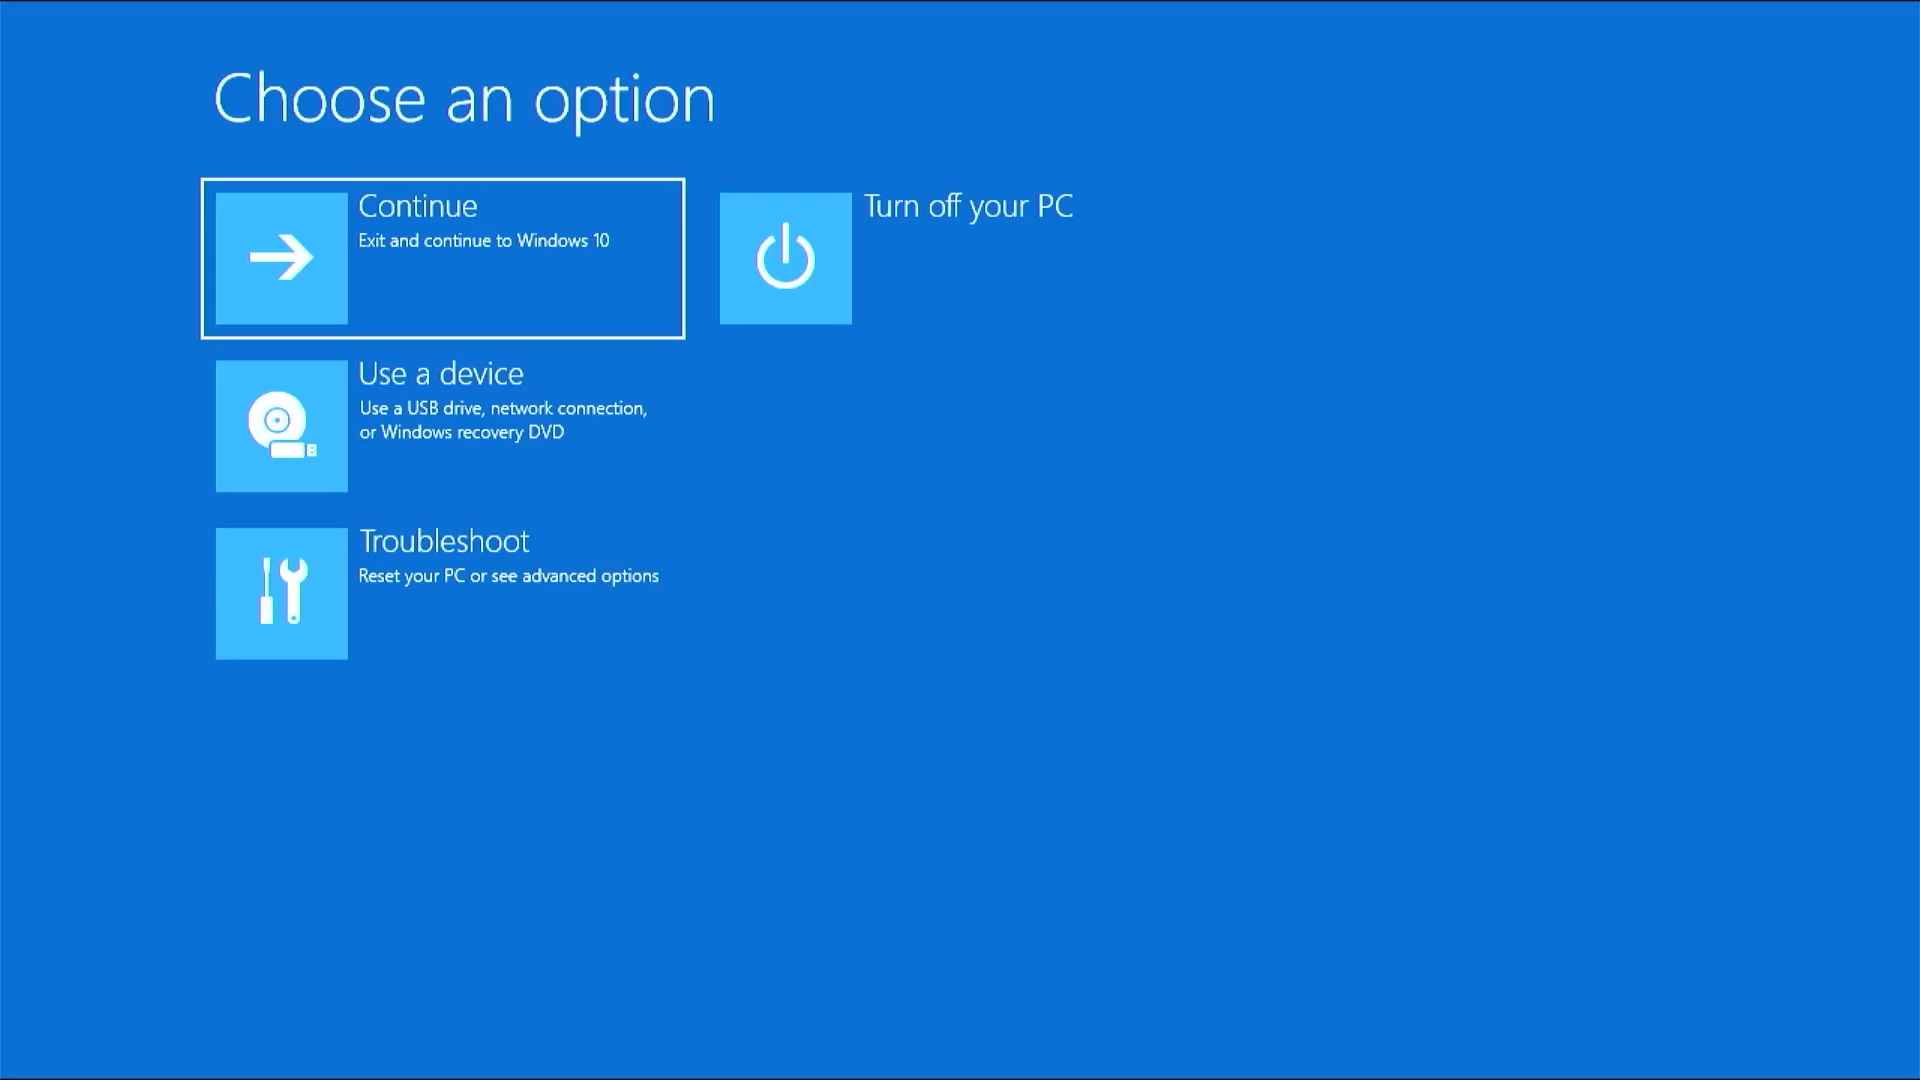 Choose an option
Continue
Exit and continue to Windows 10
Turn off your PC
Use a device
Use a USB drive, network connection,
or Windows recovery DVD
Troubleshoot
Reset your PC or see advanced options